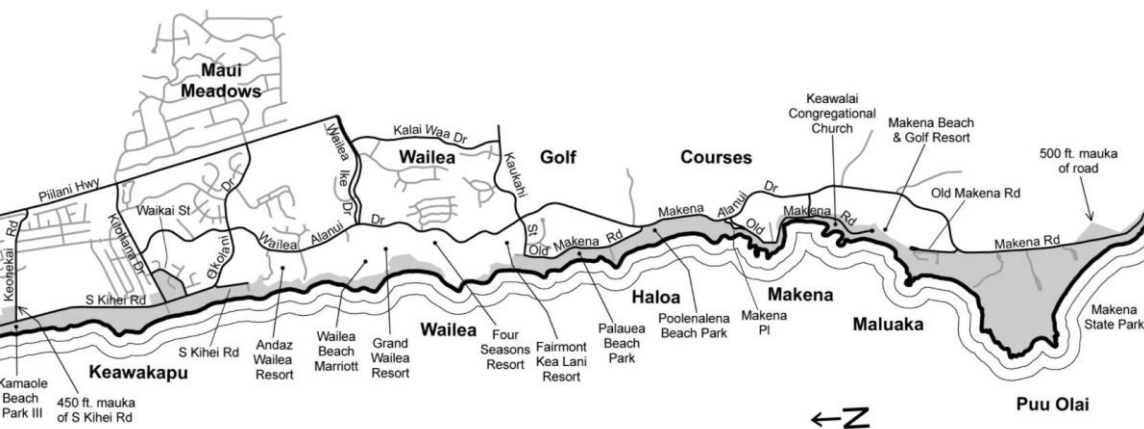 Maui
Meadows
Piilani Hwy
Keonekai Rd
Kilohana Dr
Waikai St
Okolani Dr
S Kihei Rd
S Kihei Rd
Keawakapu
Kamaole
Beach
Park III
450 ft. mauka
of S Kihei Rd
Wailea Ike Dr
Kalai Waa Dr
Wailea
Golf
Courses
Kaukahi St
Wailea Alanui Dr
Andaz
Wailea
Resort
Wailea
Beach
Marriott
Grand
Wailea
Resort
Wailea
Four
Seasons
Resort
Fairmont
Kea Lani
Resort
Old Makena Rd
Palauea
Beach
Park
Haloa
Poolenalena
Beach Park
Makena Alanui Dr
Old Makena Rd
Makena
Pl
Makena
Keawalai
Congregational
Church
Makena Beach
& Golf Resort
Old Makena Rd
500 ft. mauka
of road
Makena Rd
Maluaka
Makena
State Park
Puu Olai
N